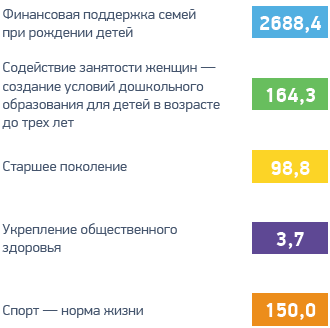 Финансовая поддержка семей
при рождении детей
2688,4
Содействие занятости женщин —
создание условий дошкольного
образования для детей в возрасте
до трех лет
164,3
Старшее поколение
98,8
Укрепление общественного
здоровья
3,7
Спорт — норма жизни
150,0